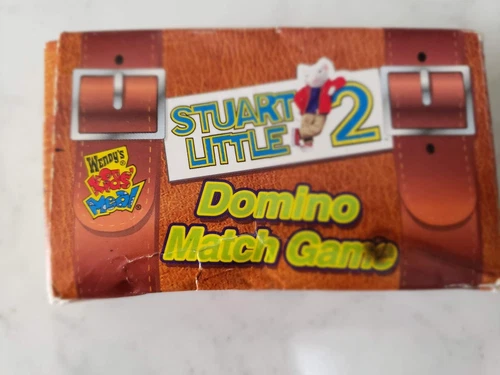 STUART
LITTLE 2
Wendy's®
Kids'
Meal!
Domino
Match Game